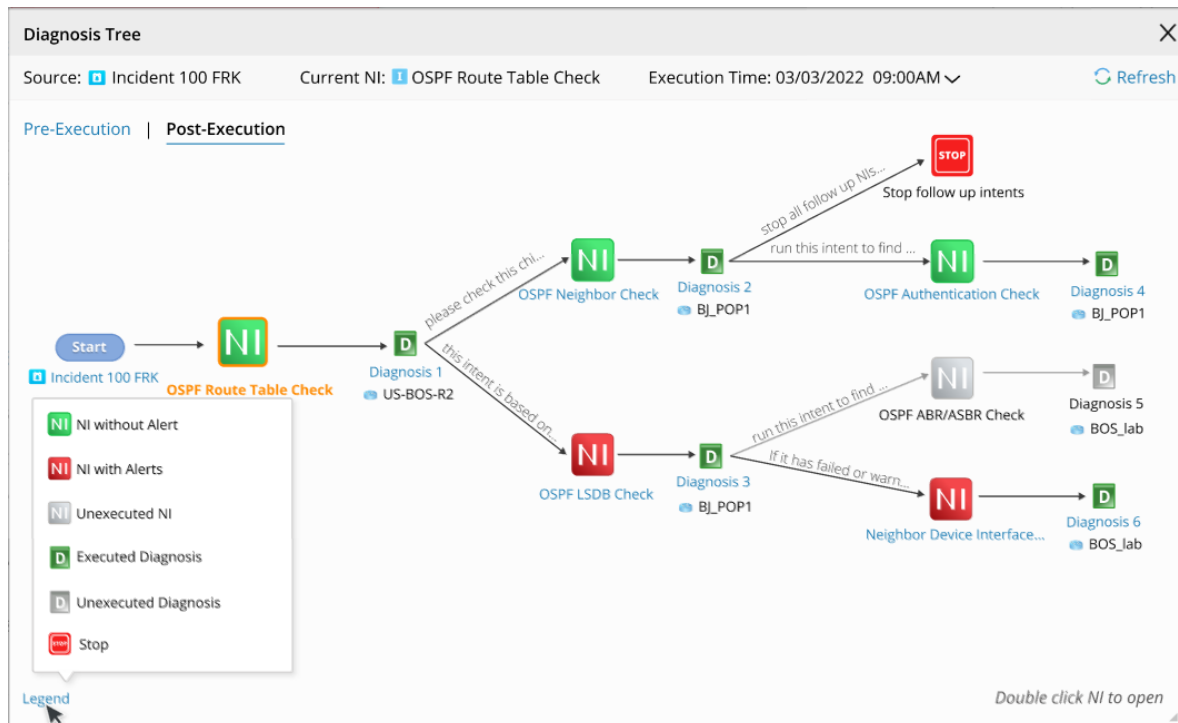 Diagnosis Tree
Source: Incident 100 FRK Current NI: I OSPF Route Table Check Execution Time: 03/03/2022 09:00AM Refresh
Pre-Execution | Post-Execution
STOP
Stop follow up intents
stop all follow up NIs...
run this intent to find ...
please check this chi...
NI
OSPF Neighbor Check
D
Diagnosis 2
BJ_POP1
NI
OSPF Authentication Check
D
Diagnosis 4
BJ_POP1
Start
Incident 100 FRK
NI
OSPF Route Table Check
D
Diagnosis 1
US-BOS-R2
this intent is based on...
NI
OSPF LSDB Check
D
Diagnosis 3
BJ_POP1
run this intent to find ...
NI
OSPF ABR/ASBR Check
D
Diagnosis 5
BOS_lab
If it has failed or warn...
NI
Neighbor Device Interface...
D
Diagnosis 6
BOS_lab
NI NI without Alert
NI NI with Alerts
NI Unexecuted NI
D Executed Diagnosis
D Unexecuted Diagnosis
STOP Stop
Legend
Double click NI to open